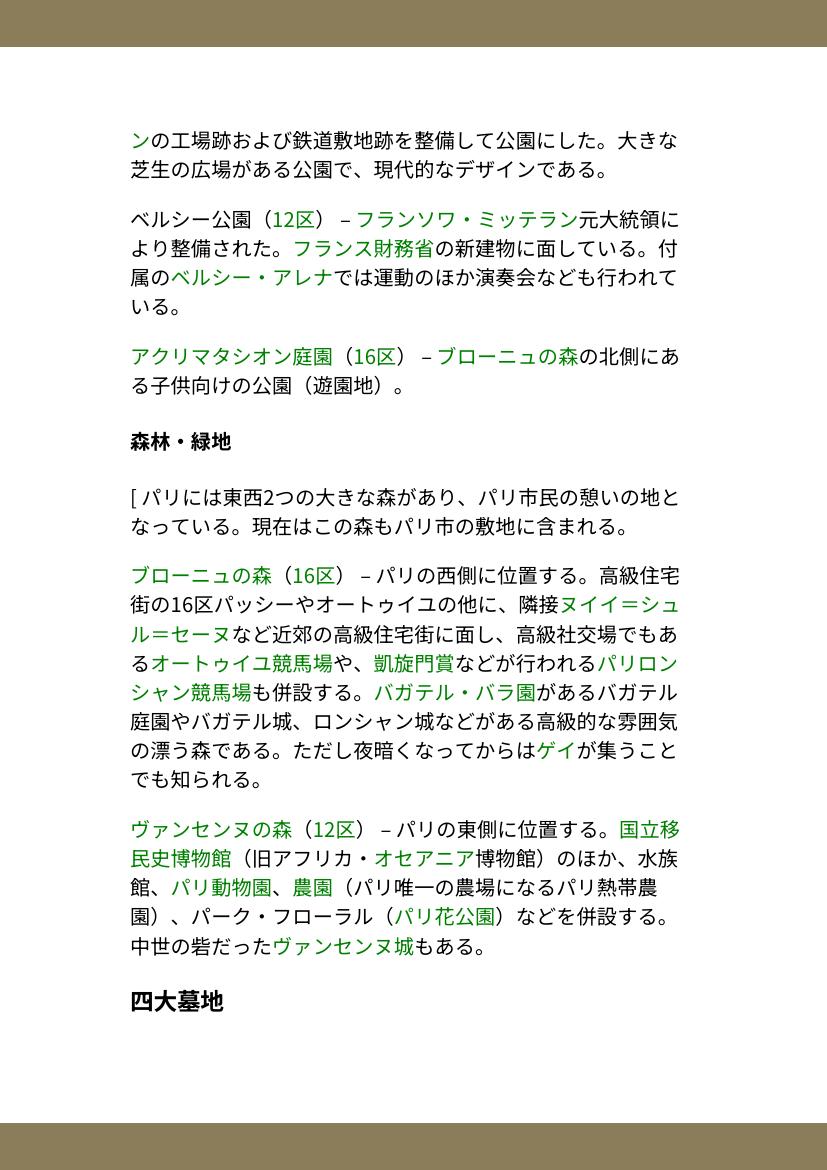 ンの工場跡および鉄道敷地跡を整備して公園にした。大きな
芝生の広場がある公園で、現代的なデザインである。
ベルシー公園（12区） – フランソワ・ミッテラン元大統領に
より整備された。フランス財務省の新建物に面している。付
属のベルシー・アレナでは運動のほか演奏会なども行われて
いる。
アクリマタシオン庭園（16区） – ブローニュの森の北側にあ
る子供向けの公園（遊園地）。
森林・緑地
[ パリには東西2つの大きな森があり、パリ市民の憩いの地と
なっている。現在はこの森もパリ市の敷地に含まれる。
ブローニュの森（16区） – パリの西側に位置する。高級住宅
街の16区パッシーやオートゥイユの他に、隣接ヌイイ＝シュ
ル＝セーヌなど近郊の高級住宅街に面し、高級社交場でもあ
るオートゥイユ競馬場や、凱旋門賞などが行われるパリロン
シャン競馬場も併設する。バガテル・バラ園があるバガテル
庭園やバガテル城、ロンシャン城などがある高級的な雰囲気
の漂う森である。ただし夜暗くなってからはゲイが集うこと
でも知られる。
ヴァンセンヌの森（12区） – パリの東側に位置する。国立移
民史博物館（旧アフリカ・オセアニア博物館）のほか、水族
館、パリ動物園、農園（パリ唯一の農場になるパリ熱帯農
園）、パーク・フローラル（パリ花公園）などを併設する。
中世の砦だったヴァンセンヌ城もある。
四大墓地